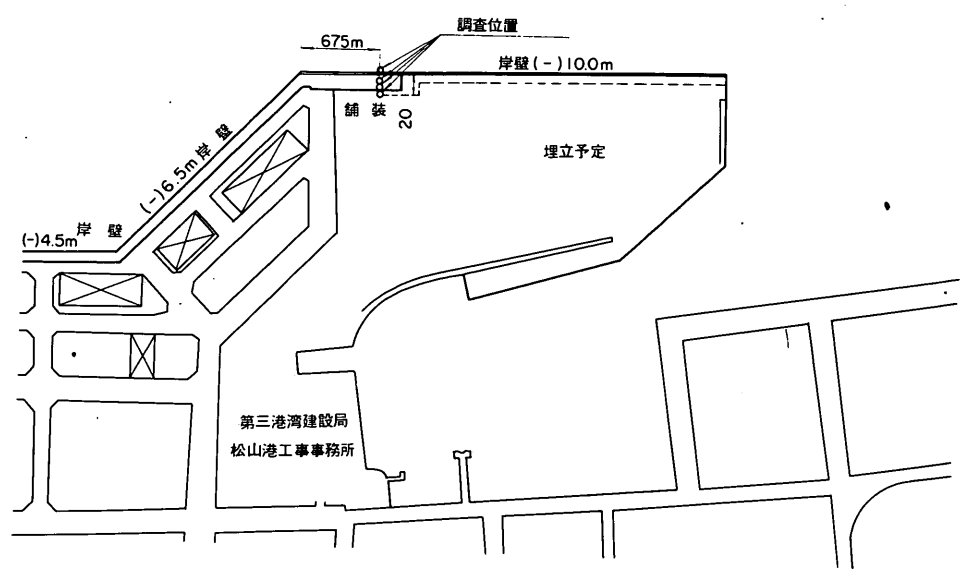 調査位置
675m
岸壁(-)10.0m
舗装
20
埋立予定
(-)6.5m岸壁
岸壁
(-)4.5m
第三港湾建設局
松山港工事事務所